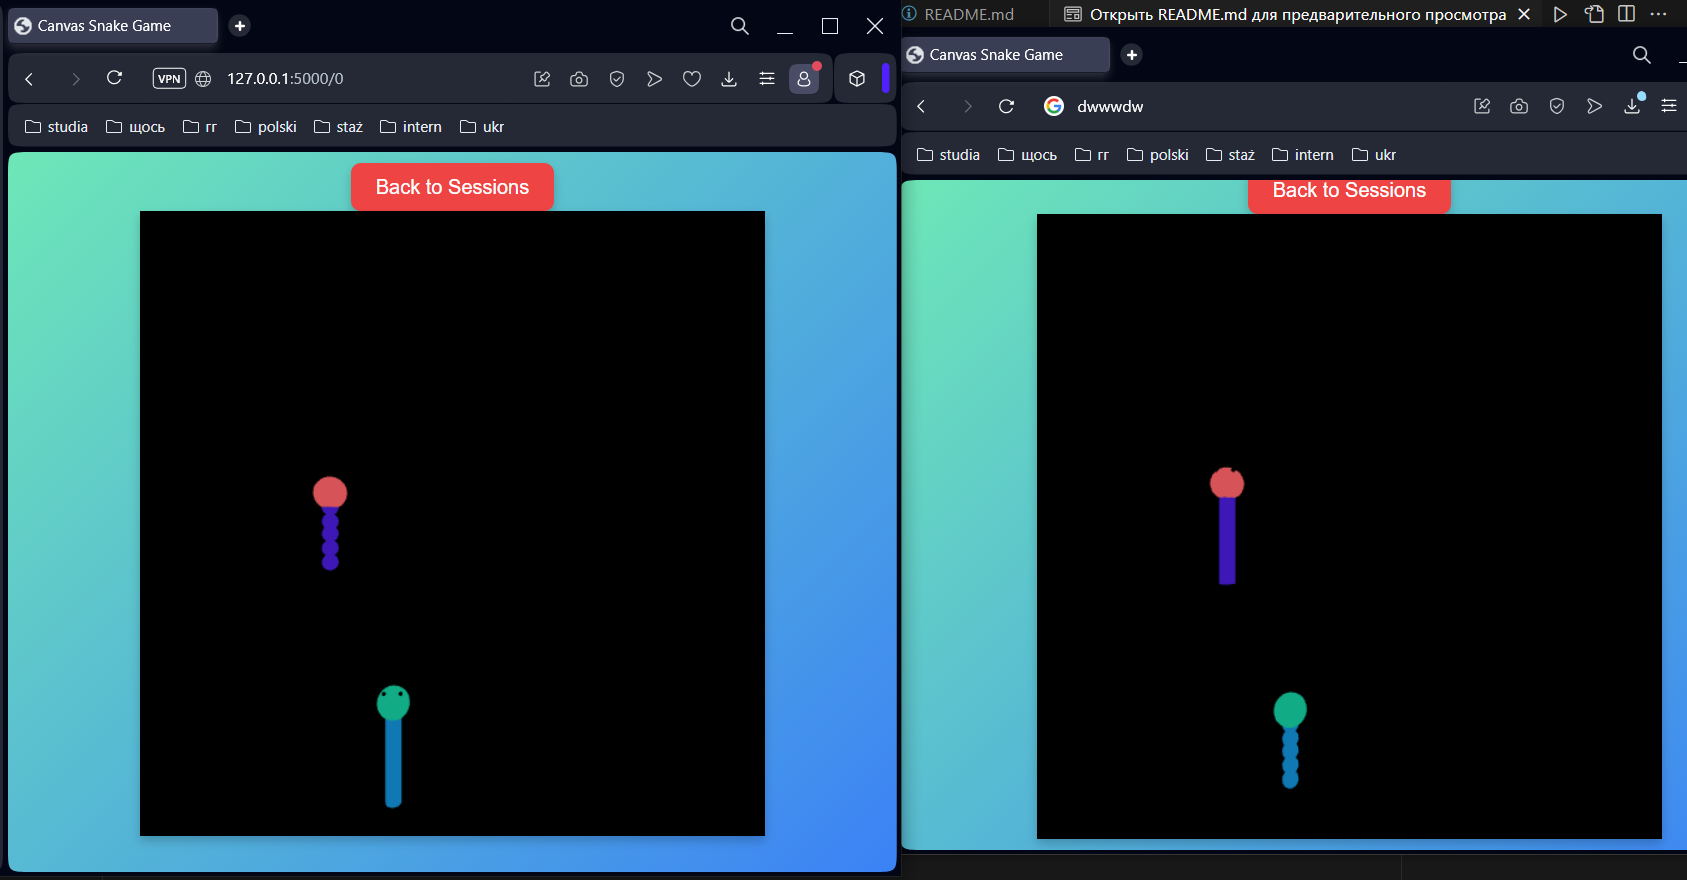 Canvas Snake Game
VPN 127.0.0.1:5000/0
studia щось гг polski staż intern ukr
Back to Sessions
README.md Открыть README.md для предварительного просмотра
Canvas Snake Game
dwwwdw
studia щось гг polski staż intern ukr
Back to Sessions